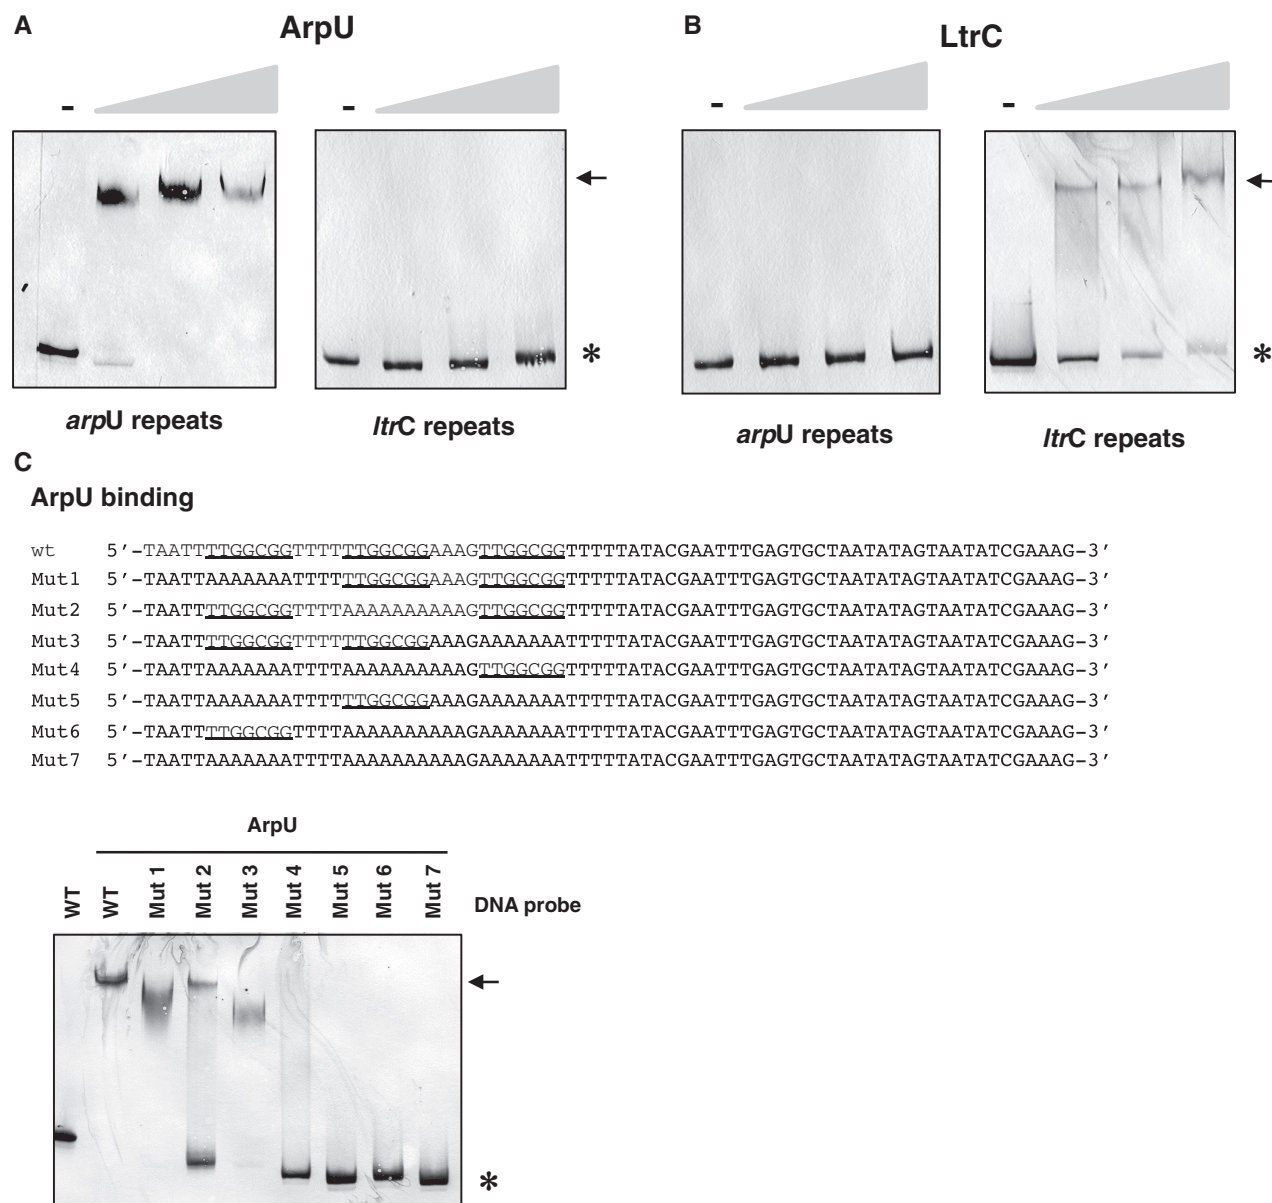 A
ArpU
B
LtrC
-
-
-
-
*
*
arpU repeats
ltrC repeats
arpU repeats
ltrC repeats
C
ArpU binding
wt 5′-TAATTTTGGCGGTTTTTTGGCGGAAAGTTGGCGGTTTTTATACGAATTTGAGTGCTAATATAGTAATATCGAAAG-3′
Mut1 5′-TAATTAAAAAAATTTTTTGGCGGAAAGTTGGCGGTTTTTATACGAATTTGAGTGCTAATATAGTAATATCGAAAG-3′
Mut2 5′-TAATTTTGGCGGTTTTAAAAAAAAAAGTTGGCGGTTTTTATACGAATTTGAGTGCTAATATAGTAATATCGAAAG-3′
Mut3 5′-TAATTTTGGCGGTTTTTTGGCGGAAAGAAAAAAATTTTTATACGAATTTGAGTGCTAATATAGTAATATCGAAAG-3′
Mut4 5′-TAATTAAAAAAATTTTAAAAAAAAAAGTTGGCGGTTTTTATACGAATTTGAGTGCTAATATAGTAATATCGAAAG-3′
Mut5 5′-TAATTAAAAAAATTTTTTGGCGGAAAGAAAAAAATTTTTATACGAATTTGAGTGCTAATATAGTAATATCGAAAG-3′
Mut6 5′-TAATTTTGGCGGTTTTAAAAAAAAAAGAAAAAAATTTTTATACGAATTTGAGTGCTAATATAGTAATATCGAAAG-3′
Mut7 5′-TAATTAAAAAAATTTTAAAAAAAAAAGAAAAAAATTTTTATACGAATTTGAGTGCTAATATAGTAATATCGAAAG-3′
ArpU
WT WT Mut 1 Mut 2 Mut 3 Mut 4 Mut 5 Mut 6 Mut 7 DNA probe
*